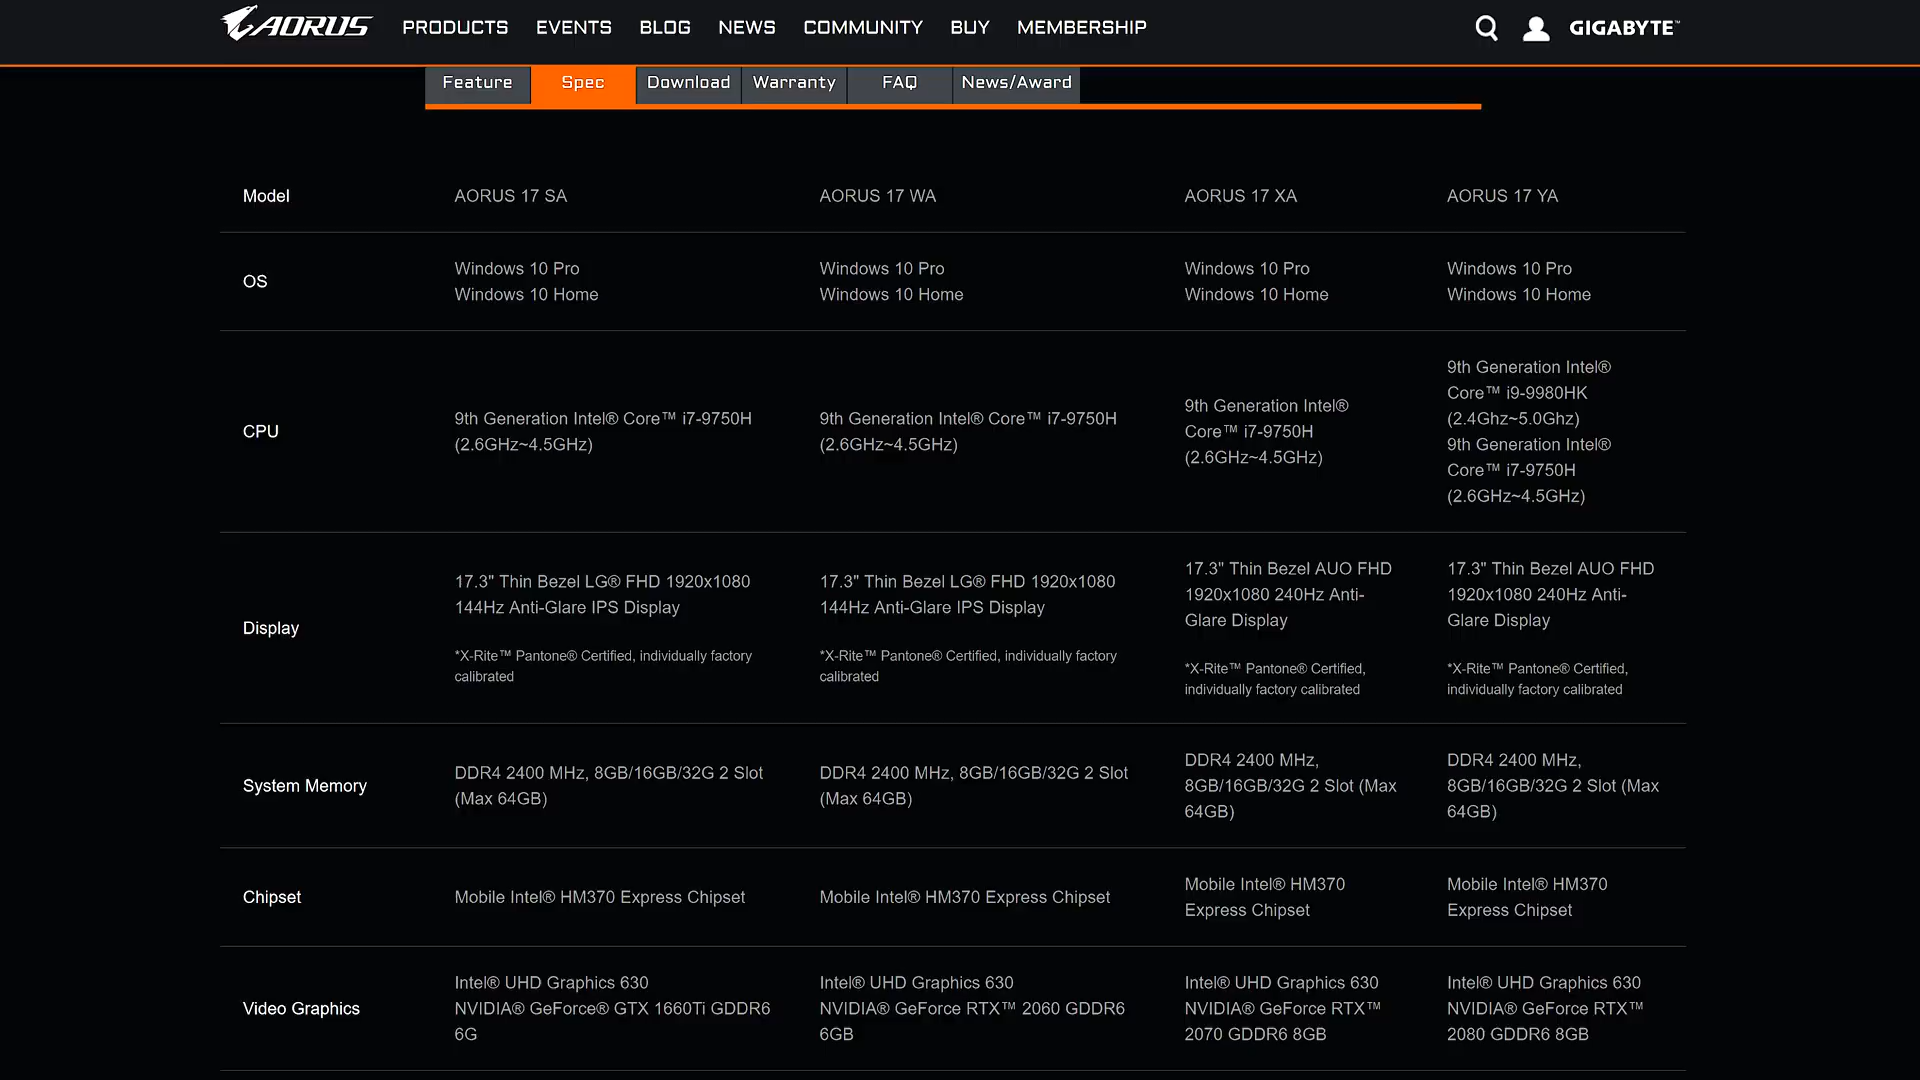 AORUS PRODUCTS EVENTS BLOG NEWS COMMUNITY BUY MEMBERSHIP GIGABYTE™
Feature Spec Download Warranty FAQ News/Award
Model
AORUS 17 SA
AORUS 17 WA
AORUS 17 XA
AORUS 17 YA
OS
Windows 10 Pro
Windows 10 Home
Windows 10 Pro
Windows 10 Home
Windows 10 Pro
Windows 10 Home
Windows 10 Pro
Windows 10 Home
CPU
9th Generation Intel® Core™ i7-9750H
(2.6GHz~4.5GHz)
9th Generation Intel® Core™ i7-9750H
(2.6GHz~4.5GHz)
9th Generation Intel®
Core™ i7-9750H
(2.6GHz~4.5GHz)
9th Generation Intel®
Core™ i9-9980HK
(2.4Ghz~5.0Ghz)
9th Generation Intel®
Core™ i7-9750H
(2.6GHz~4.5GHz)
Display
17.3" Thin Bezel LG® FHD 1920x1080
144Hz Anti-Glare IPS Display
*X-Rite™ Pantone® Certified, individually factory
calibrated
17.3" Thin Bezel LG® FHD 1920x1080
144Hz Anti-Glare IPS Display
*X-Rite™ Pantone® Certified, individually factory
calibrated
17.3" Thin Bezel AUO FHD
1920x1080 240Hz Anti-
Glare Display
*X-Rite™ Pantone® Certified,
individually factory calibrated
17.3" Thin Bezel AUO FHD
1920x1080 240Hz Anti-
Glare Display
*X-Rite™ Pantone® Certified,
individually factory calibrated
System Memory
DDR4 2400 MHz, 8GB/16GB/32G 2 Slot
(Max 64GB)
DDR4 2400 MHz, 8GB/16GB/32G 2 Slot
(Max 64GB)
DDR4 2400 MHz,
8GB/16GB/32G 2 Slot (Max
64GB)
DDR4 2400 MHz,
8GB/16GB/32G 2 Slot (Max
64GB)
Chipset
Mobile Intel® HM370 Express Chipset
Mobile Intel® HM370 Express Chipset
Mobile Intel® HM370
Express Chipset
Mobile Intel® HM370
Express Chipset
Video Graphics
Intel® UHD Graphics 630
NVIDIA® GeForce® GTX 1660Ti GDDR6
6G
Intel® UHD Graphics 630
NVIDIA® GeForce RTX™ 2060 GDDR6
6GB
Intel® UHD Graphics 630
NVIDIA® GeForce RTX™
2070 GDDR6 8GB
Intel® UHD Graphics 630
NVIDIA® GeForce RTX™
2080 GDDR6 8GB